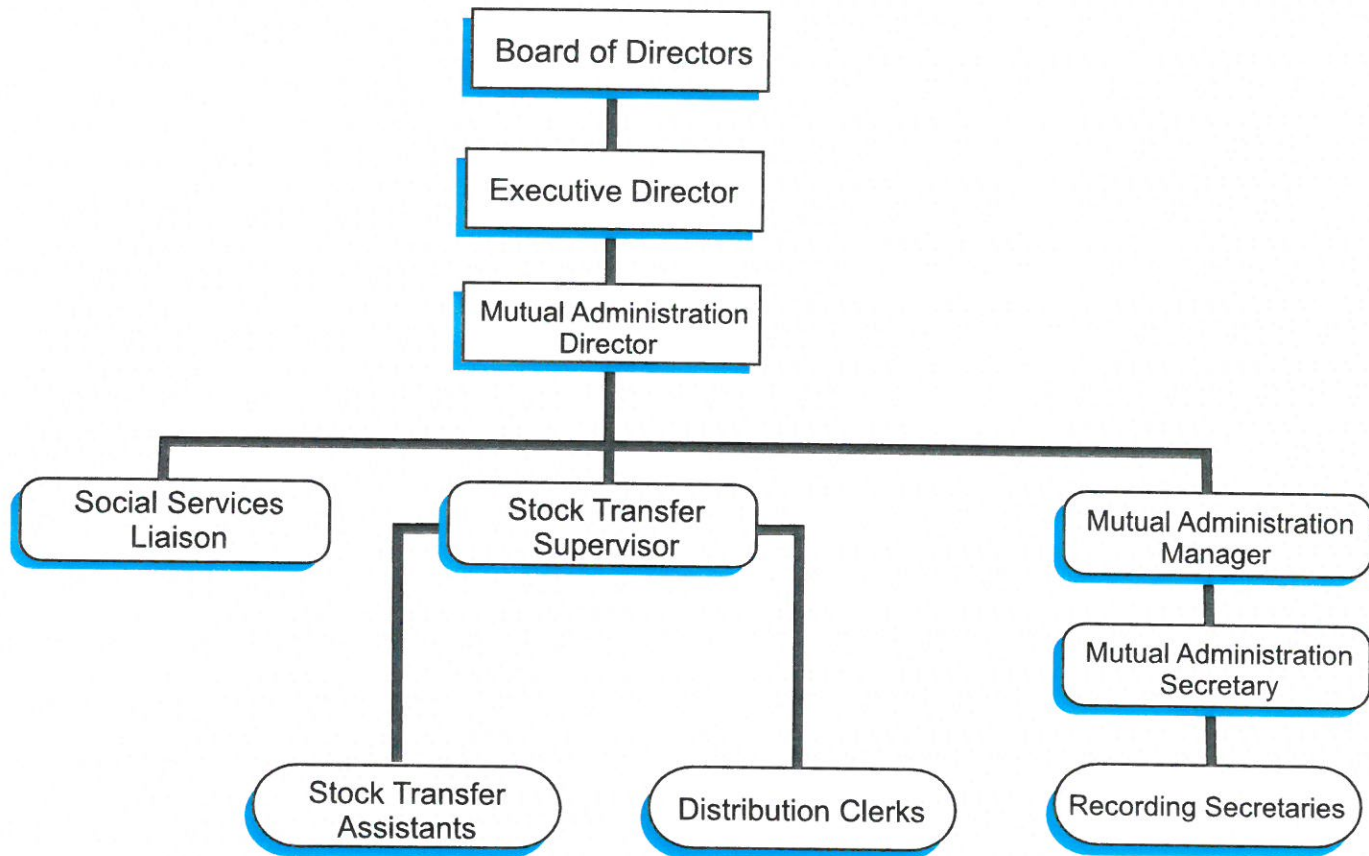 Board of Directors
Executive Director
Mutual Administration
Director
Social Services
Liaison
Stock Transfer
Supervisor
Mutual Administration
Manager
Mutual Administration
Secretary
Stock Transfer
Assistants
Distribution Clerks
Recording Secretaries